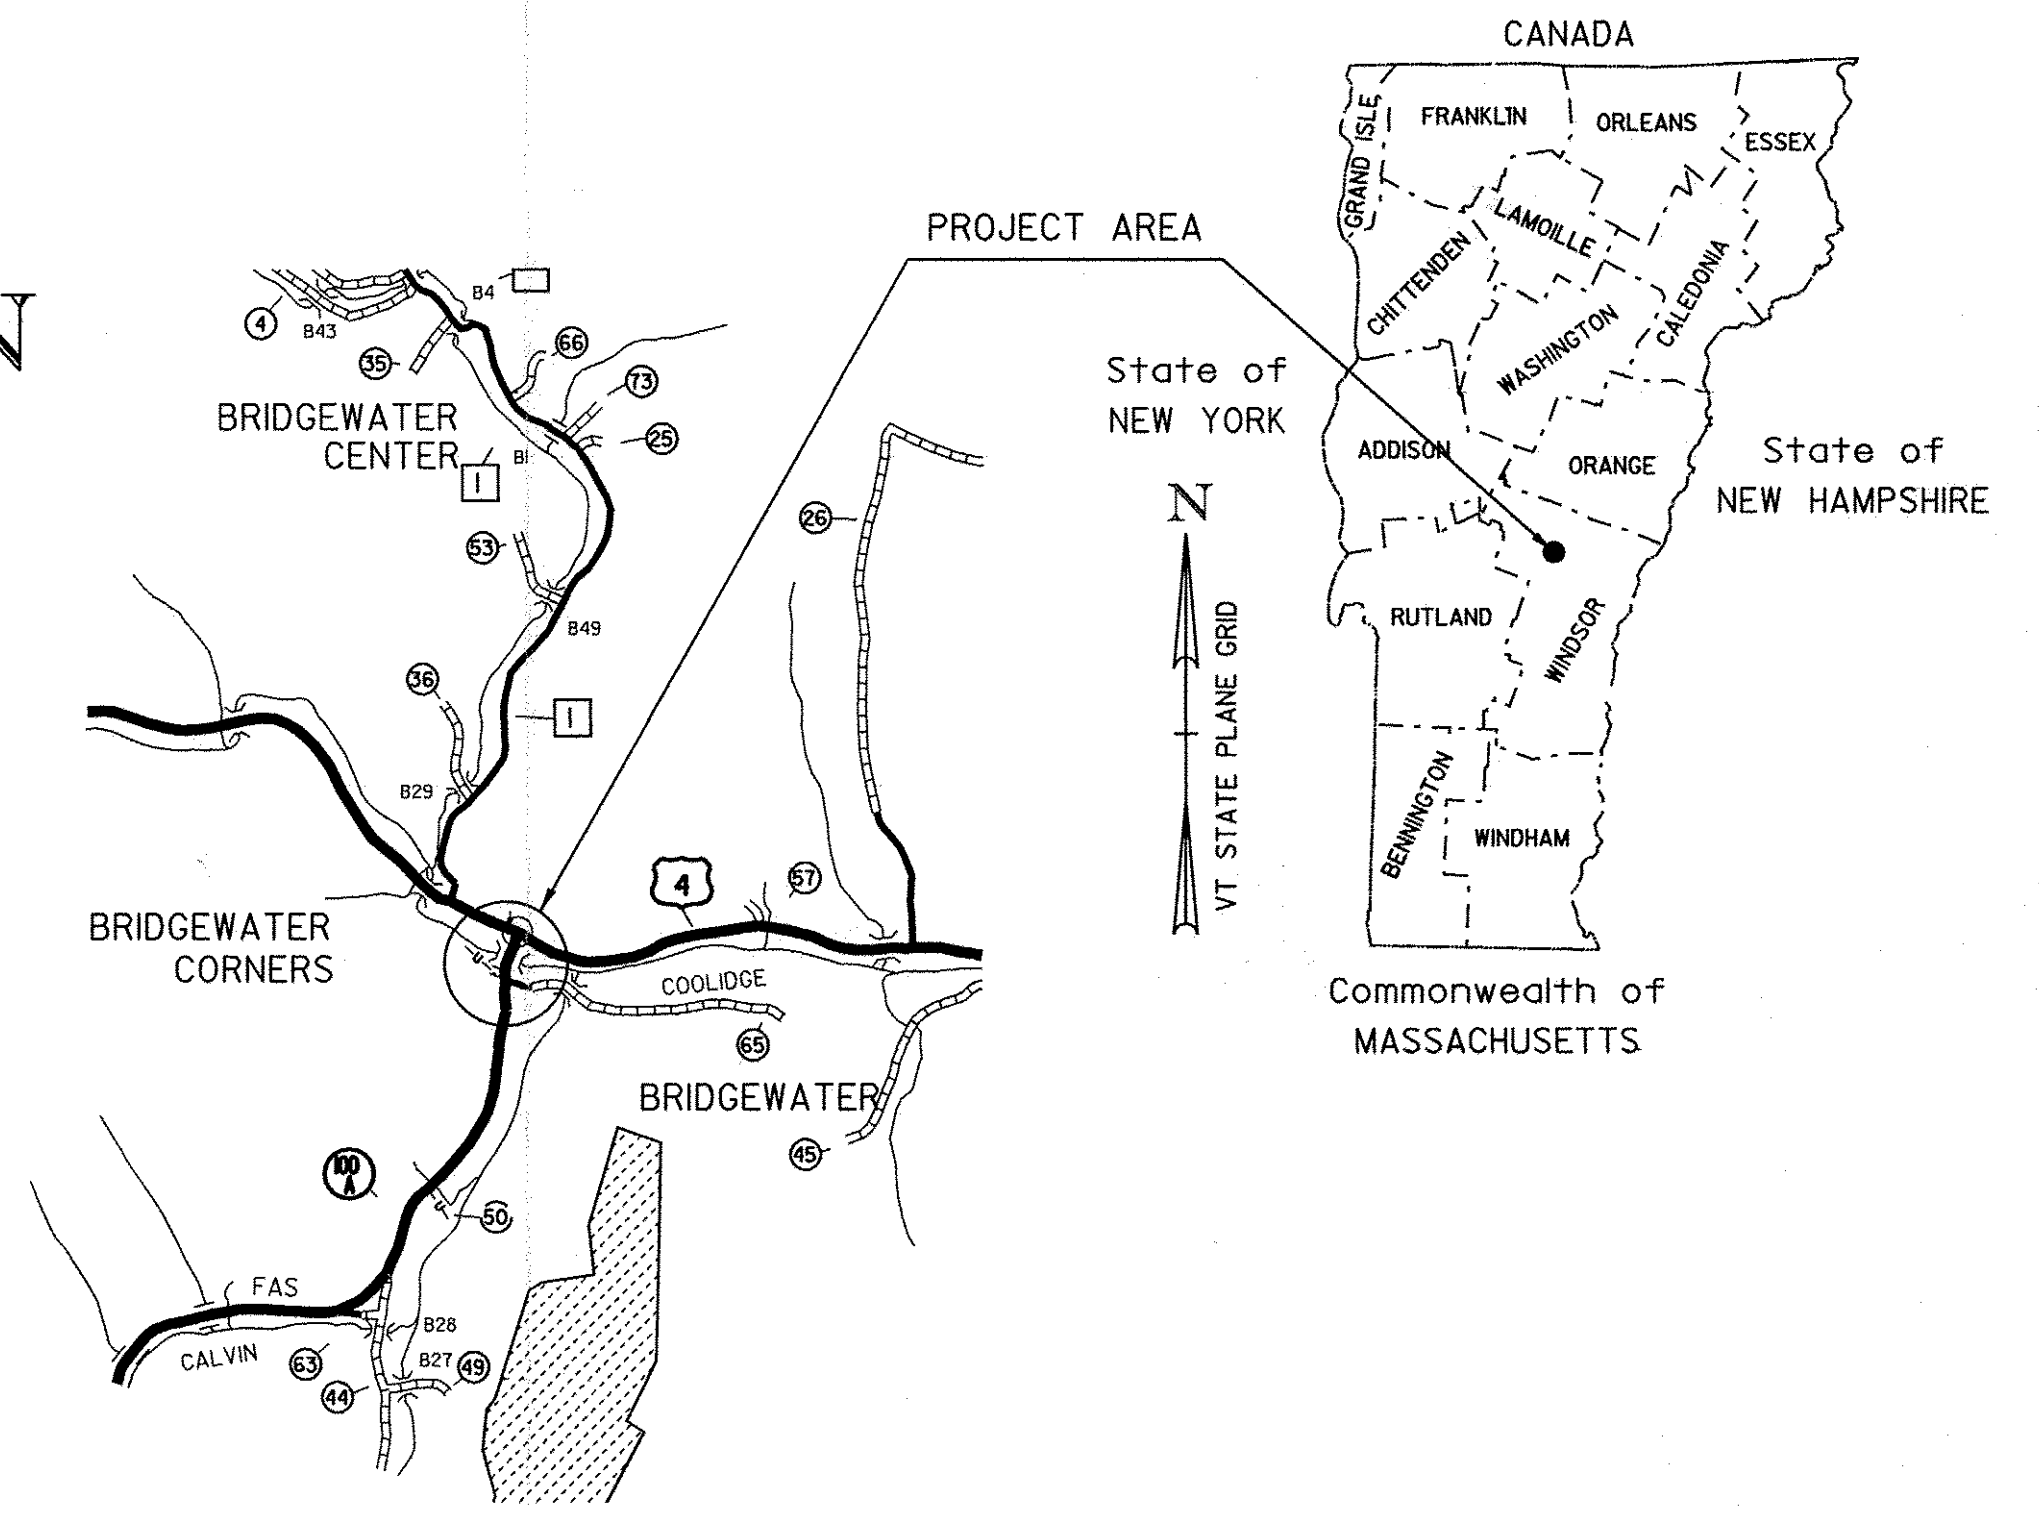 CANADA
FRANKLIN
ORLEANS
ESSEX
GRAND ISLE
LAMOILLE
CHITTENDEN
CALEDONIA
WASHINGTON
ADDISON
ORANGE
RUTLAND
WINDSOR
BENNINGTON
WINDHAM
State of
NEW YORK
State of
NEW HAMPSHIRE
Commonwealth of
MASSACHUSETTS
N
VT STATE PLANE GRID
PROJECT AREA
B4
4
B43
35
66
73
25
BRIDGEWATER
CENTER
1
B1
53
26
B49
36
1
B29
4
57
BRIDGEWATER
CORNERS
COOLIDGE
65
BRIDGEWATER
45
100
A
50
FAS
CALVIN
63
B28
B27
49
44